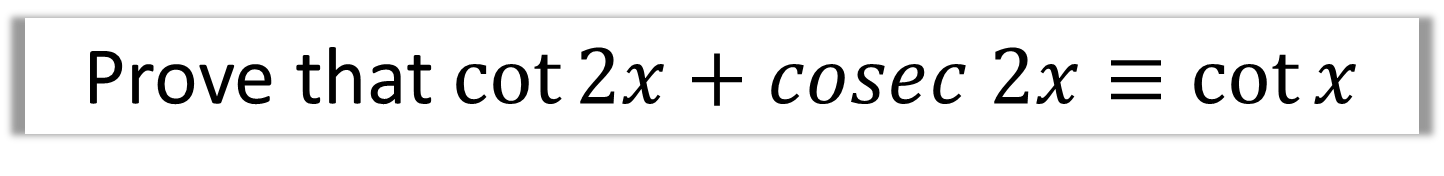 Prove that cot 2x + cosec 2x ≡ cot x